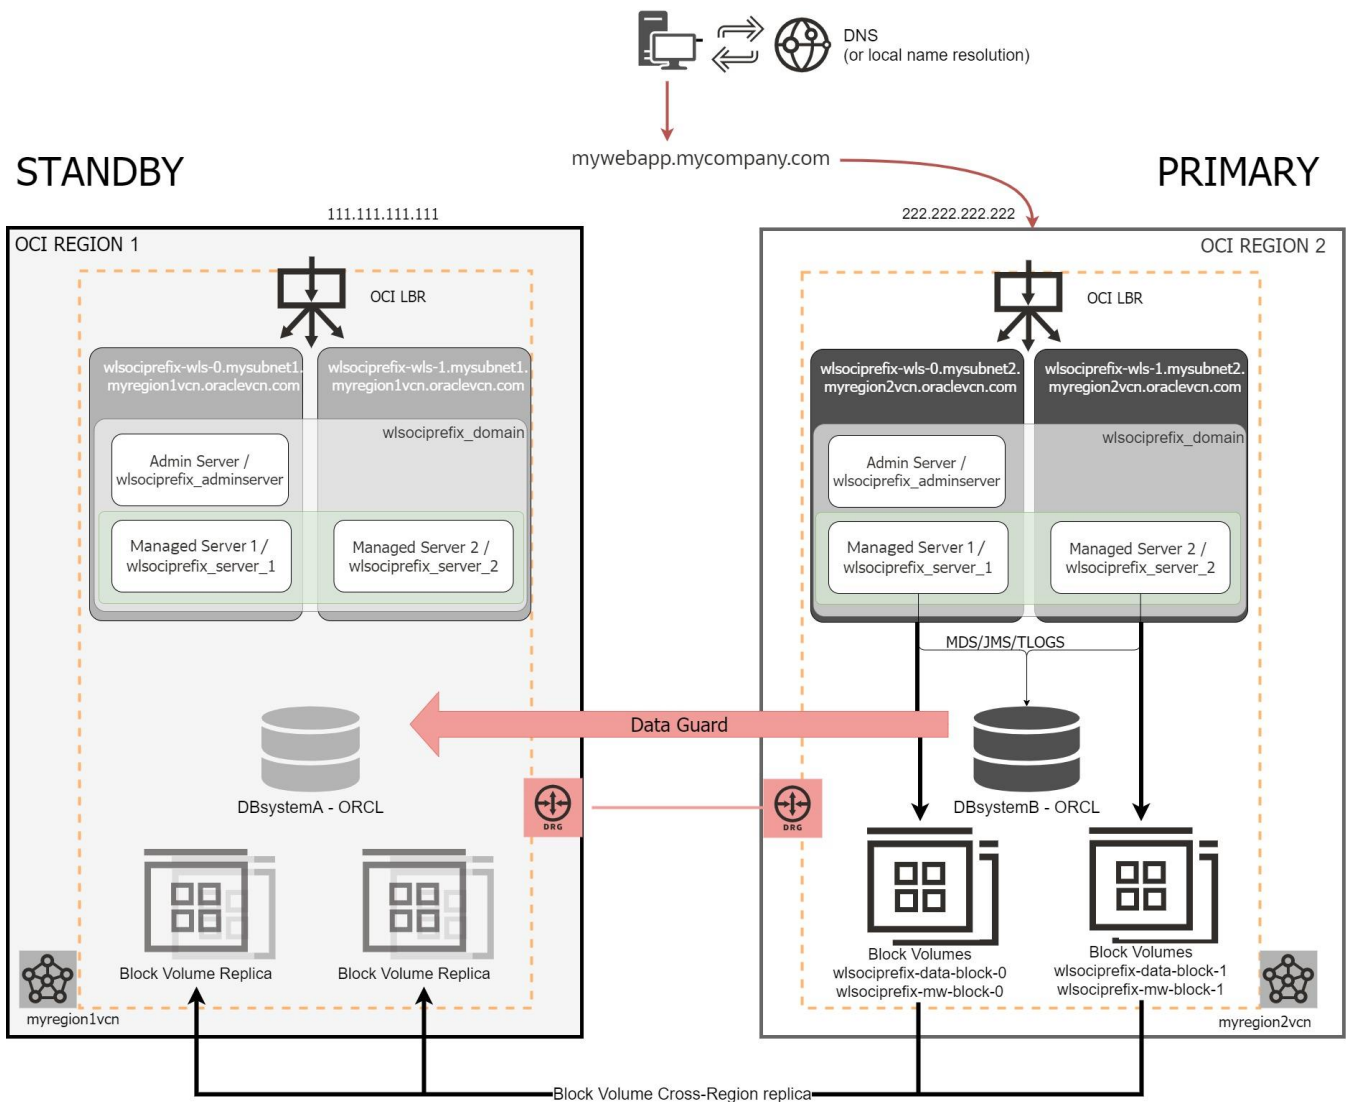 DNS
(or local name resolution)
mywebapp.mycompany.com
STANDBY
PRIMARY
111.111.111.111
222.222.222.222
OCI REGION 1
OCI LBR
wlsociprefix-wls-0.mysubnet1.
myregion1vcn.oraclevcn.com
wlsociprefix-wls-1.mysubnet1.
myregion1vcn.oraclevcn.com
wlsociprefix_domain
Admin Server /
wlsociprefix_adminserver
Managed Server 1 /
wlsociprefix_server_1
Managed Server 2 /
wlsociprefix_server_2
OCI REGION 2
OCI LBR
wlsociprefix-wls-0.mysubnet2.
myregion2vcn.oraclevcn.com
wlsociprefix-wls-1.mysubnet2.
myregion2vcn.oraclevcn.com
wlsociprefix_domain
Admin Server /
wlsociprefix_adminserver
Managed Server 1 /
wlsociprefix_server_1
Managed Server 2 /
wlsociprefix_server_2
MDS/JMS/TLOGS
Data Guard
DBsystemA - ORCL
DRG
DRG
DBsystemB - ORCL
Block Volume Replica
Block Volume Replica
myregion1vcn
Block Volumes
wlsociprefix-data-block-0
wlsociprefix-mw-block-0
Block Volumes
wlsociprefix-data-block-1
wlsociprefix-mw-block-1
myregion2vcn
Block Volume Cross-Region replica